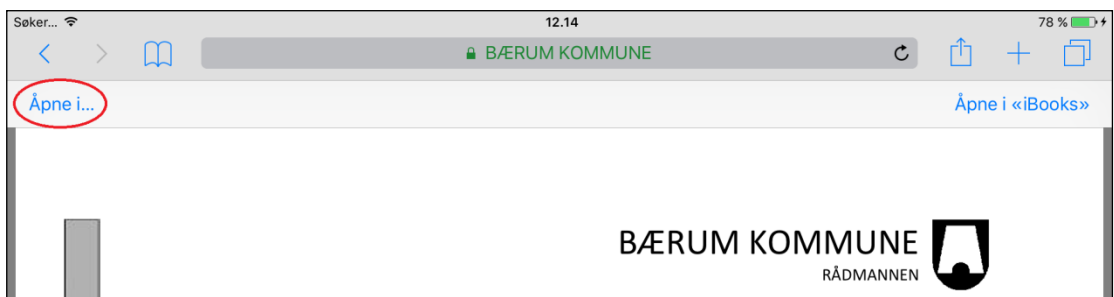 Søker... 12.14 78 %
BÆRUM KOMMUNE
Åpne i... Åpne i «iBooks»
BÆRUM KOMMUNE
RÅDMANNEN